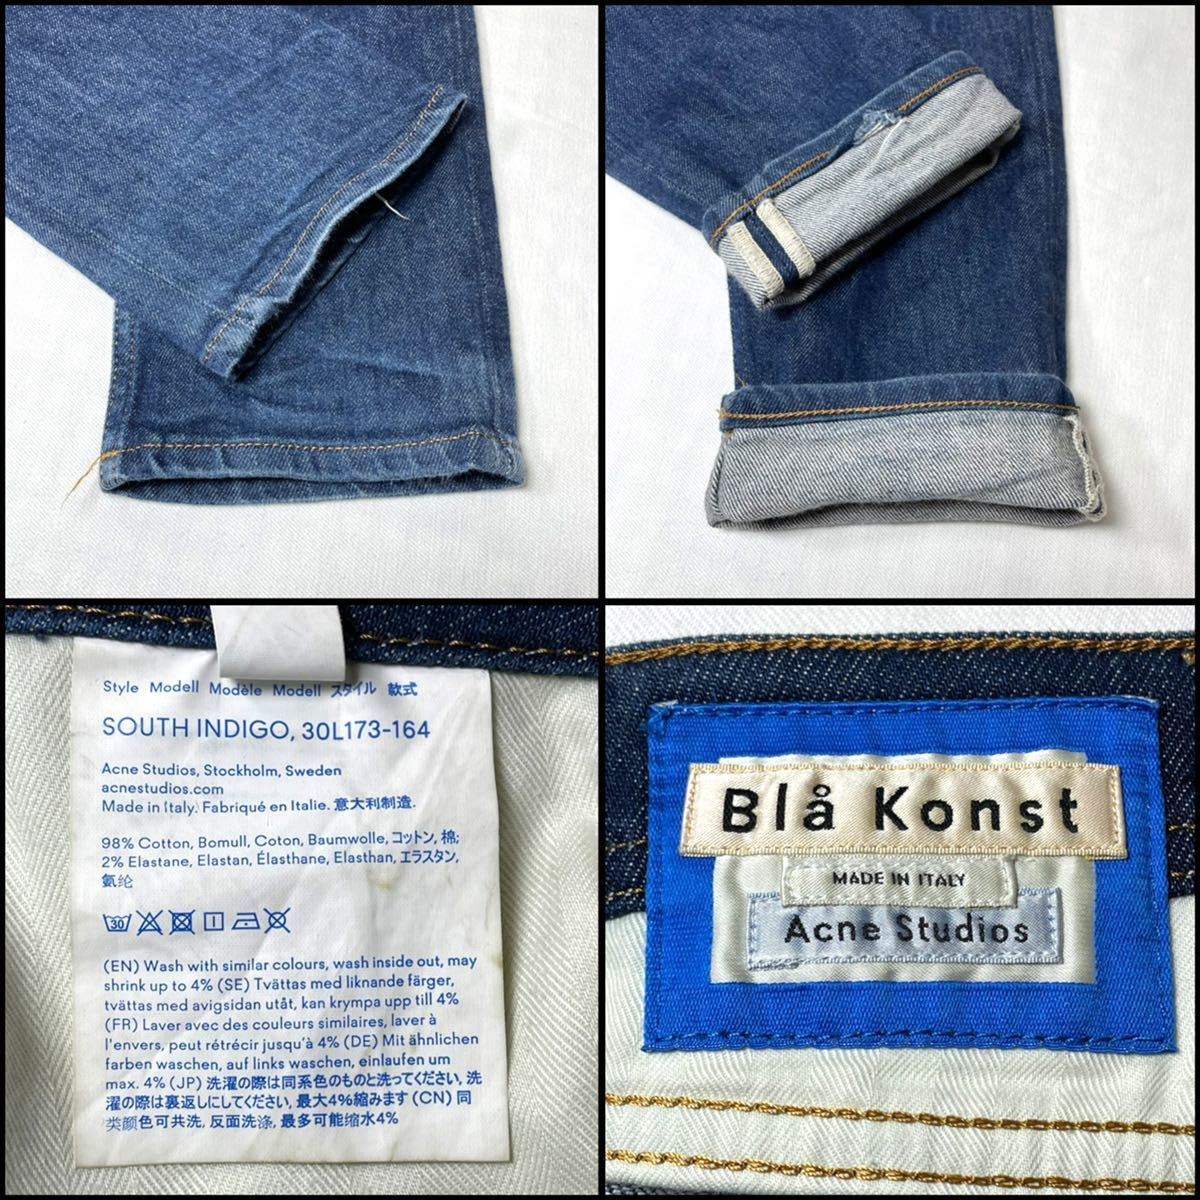 Style Modell Modèle Modell スタイル 款式
SOUTH INDIGO, 30L173-164
Acne Studios, Stockholm, Sweden
acnestudios.com
Made in Italy. Fabriqué en Italie. 意大利制造.
98% Cotton, Bomull, Coton, Baumwolle, コットン, 棉;
2% Elastane, Elastan, Élasthane, Elasthan, エラスタン,
氨纶
30
(EN) Wash with similar colours, wash inside out, may
shrink up to 4% (SE) Tvättas med liknande färger,
tvättas med avigsidan utåt, kan krympa upp till 4%
(FR) Laver avec des couleurs similaires, laver à
l'envers, peut rétrécir jusqu'à 4% (DE) Mit ähnlichen
farben waschen, auf links waschen, einlaufen um
max. 4% (JP) 洗濯の際は同系色のものと洗ってください, 洗
濯の際は裏返しにしてください, 最大4%縮みます (CN) 同
类颜色可共洗, 反面洗涤, 最多可能缩水4%
Blå Konst
MADE IN ITALY
Acne Studios